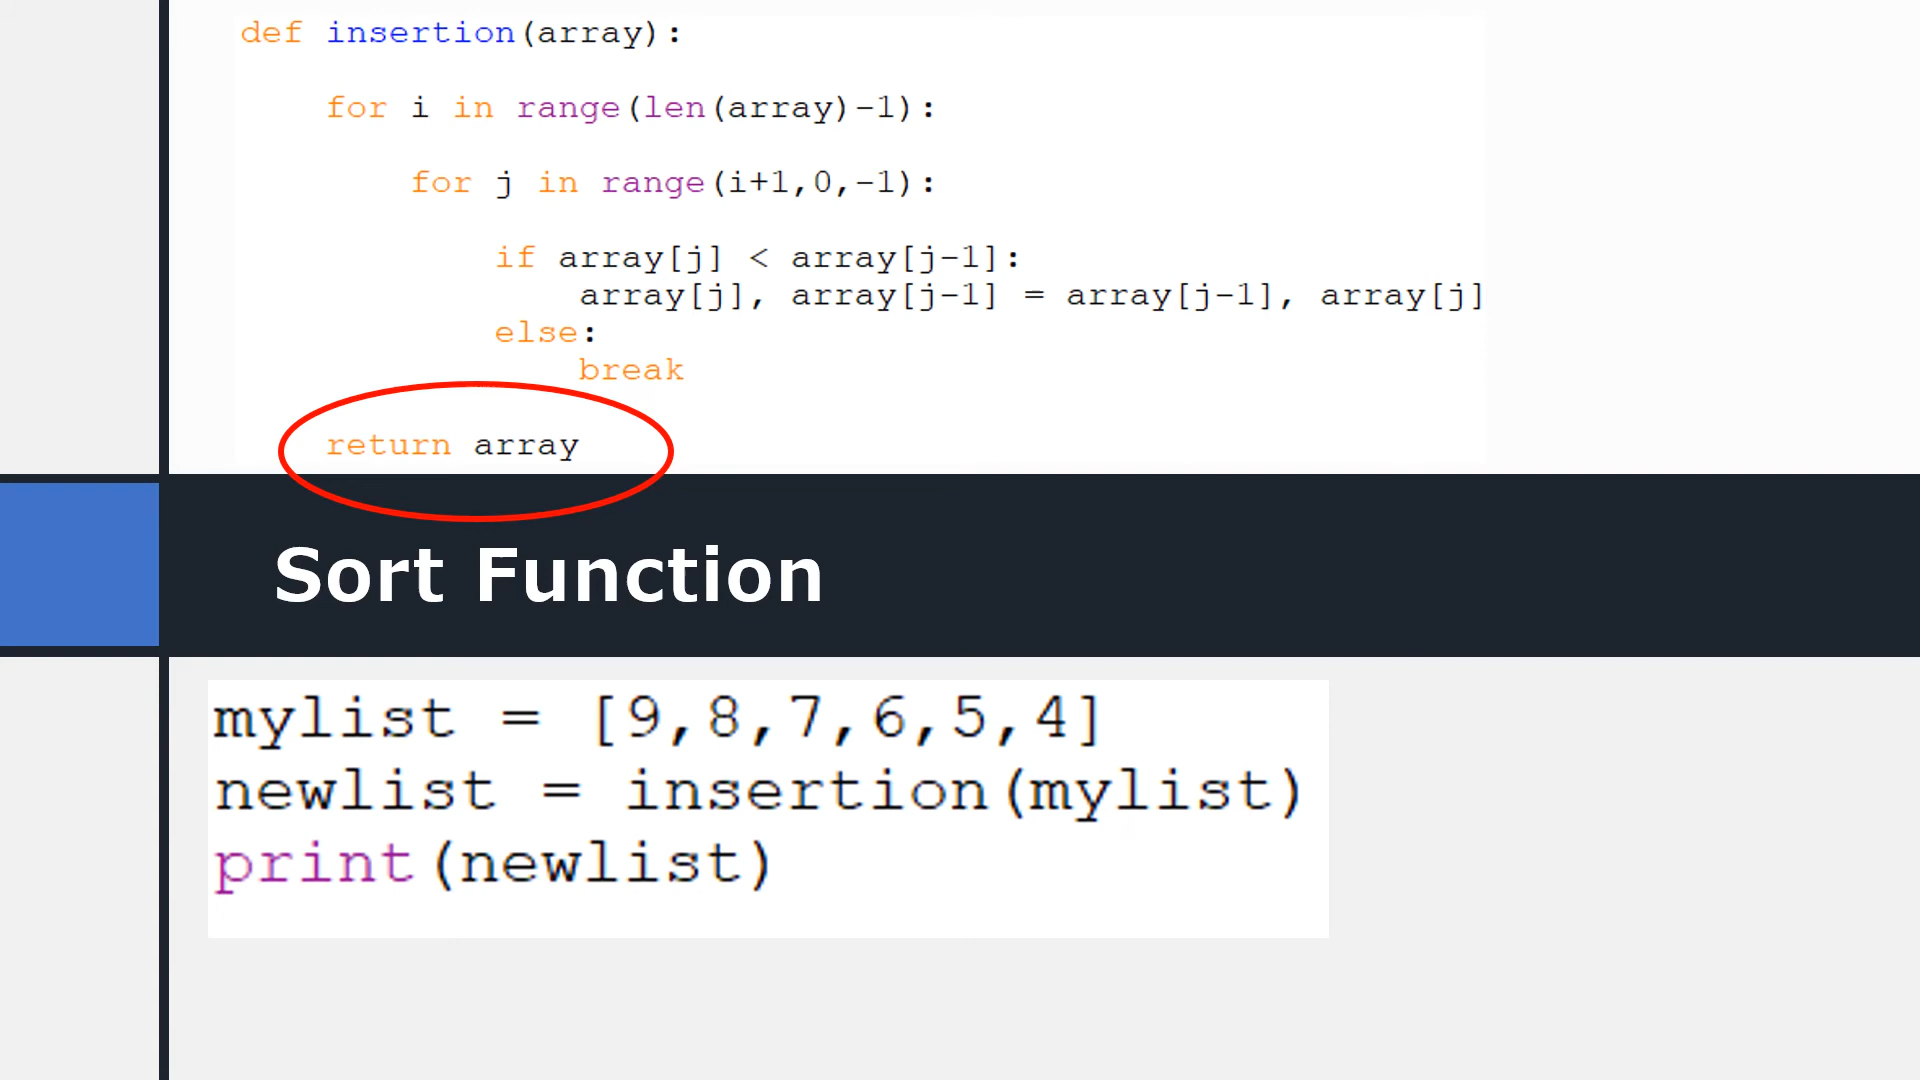 def insertion(array):
for i in range(len(array)-1):
for j in range(i+1,0,-1):
if array[j] < array[j-1]:
array[j], array[j-1] = array[j-1], array[j]
else:
break
return array
Sort Function
mylist = [9,8,7,6,5,4]
newlist = insertion(mylist)
print(newlist)